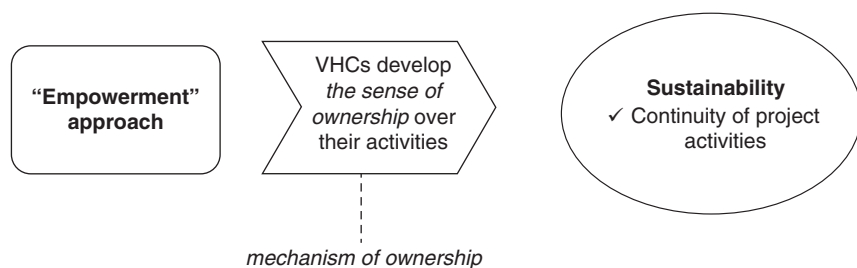 “Empowerment”
approach
VHCs develop
the sense of
ownership over
their activities
Sustainability
✓ Continuity of project
activities
mechanism of ownership